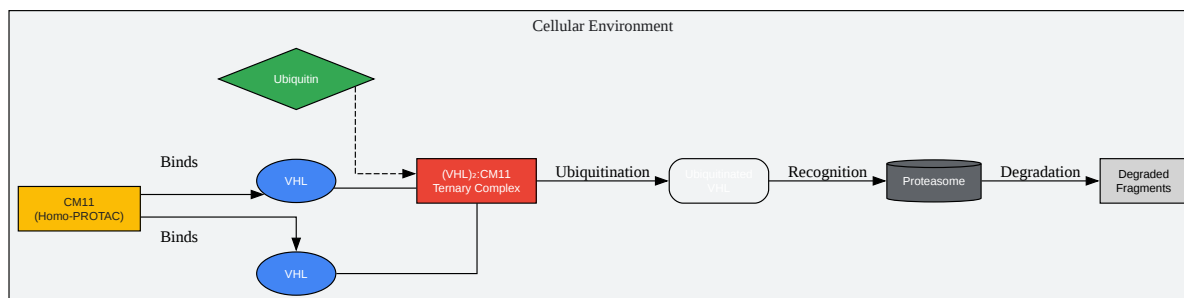 Cellular Environment
Ubiquitin
Binds
VHL
CM11
(Homo-PROTAC)
Binds
VHL
(VHL)₂:CM11
Ternary Complex
Ubiquitination
Ubiquitinated
VHL
Recognition
Proteasome
Degradation
Degraded
Fragments